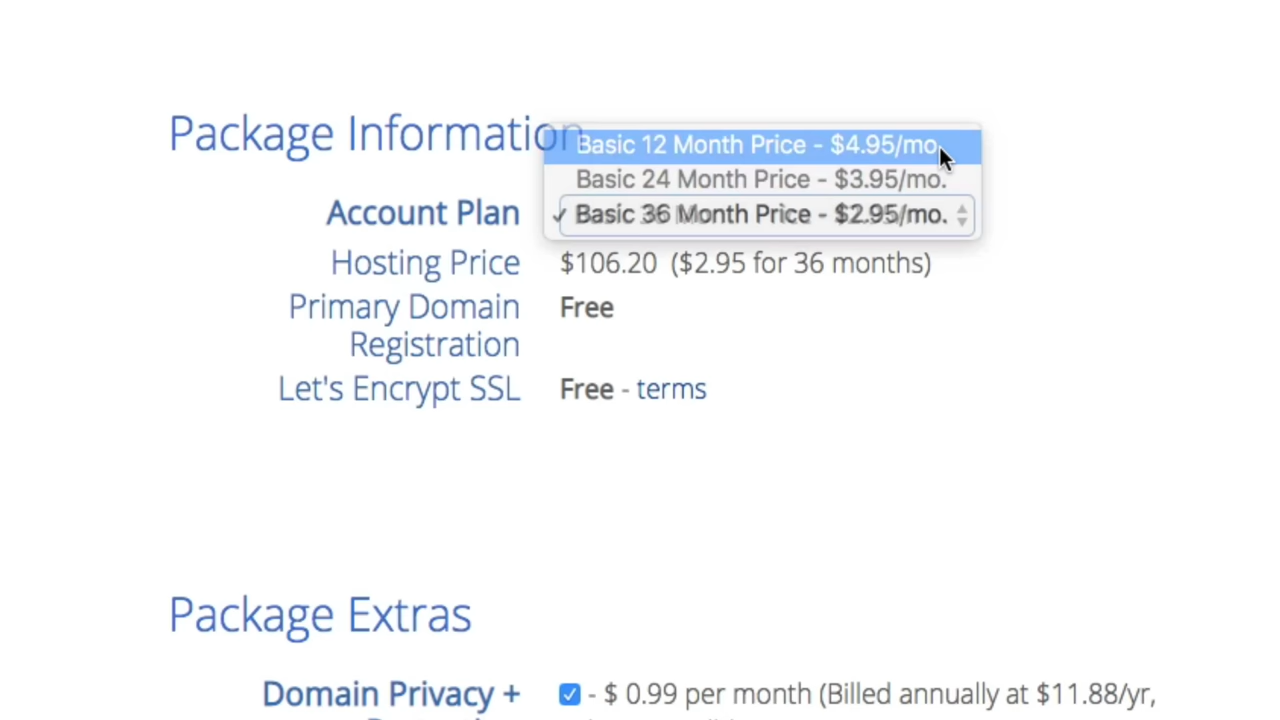 Package Information
Basic 12 Month Price - $4.95/mo.
Basic 24 Month Price - $3.95/mo.
Account Plan ✓ Basic 36 Month Price - $2.95/mo.
Hosting Price $106.20 ($2.95 for 36 months)
Primary Domain Free
Registration
Let's Encrypt SSL Free - terms
Package Extras
Domain Privacy + - $ 0.99 per month (Billed annually at $11.88/yr,